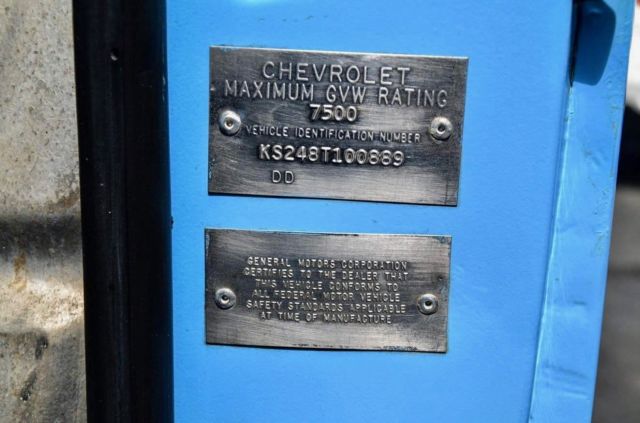 CHEVROLET
MAXIMUM GVW RATING
7500
VEHICLE IDENTIFICATION NUMBER
KS248T100889
DD
GENERAL MOTORS CORPORATION
CERTIFIES TO THE DEALER THAT
THIS VEHICLE CONFORMS TO
ALL FEDERAL MOTOR VEHICLE
SAFETY STANDARDS APPLICABLE
AT TIME OF MANUFACTURE